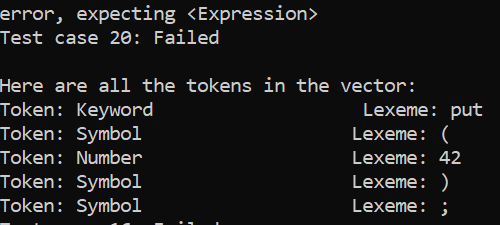 error, expecting <Expression>
Test case 20: Failed
Here are all the tokens in the vector:
Token: Keyword Lexeme: put
Token: Symbol Lexeme: (
Token: Number Lexeme: 42
Token: Symbol Lexeme: )
Token: Symbol Lexeme: ;